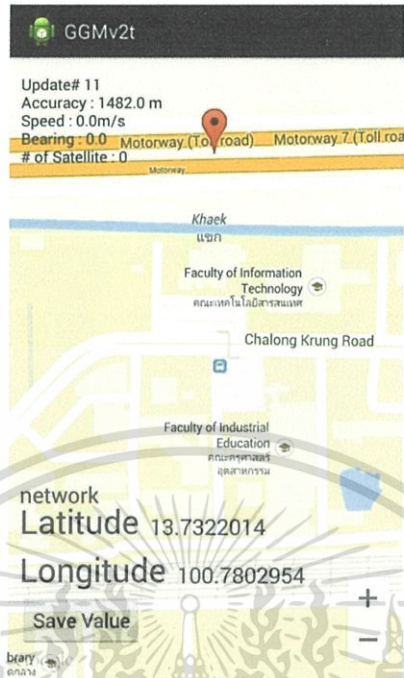 GGMv2t
Update# 11
Accuracy : 1482.0 m
Speed : 0.0m/s
Bearing : 0.0
# of Satellite : 0
Motorway (Toll road)
Motorway 7 (Toll roa
Motorway
Khaek
แขก
Faculty of Information
Technology
คณะเทคโนโลยีสารสนเทศ
Chalong Krung Road
Faculty of Industrial
Education
คณะครุศาสตร์
อุตสาหกรรม
network
Latitude 13.7322014
Longitude 100.7802954
+
Save Value
−
brary